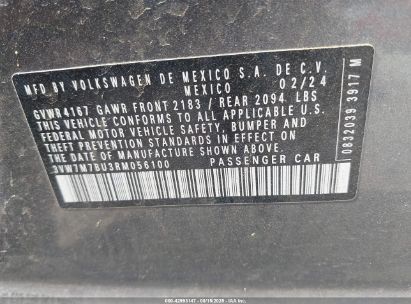 MFD BY VOLKSWAGEN DE MEXICO S.A. DE C.V.
MEXICO 02/24
GVWR 4167 GAWR FRONT 2183 / REAR 2094 LBS
THIS VEHICLE CONFORMS TO ALL APPLICABLE U.S.
FEDERAL MOTOR VEHICLE SAFETY, BUMPER AND
THEFT PREVENTION STANDARDS IN EFFECT ON
THE DATE OF MANUFACTURE SHOWN ABOVE.
3VW7M7BU3RM056100 PASSENGER CAR
0832039 3917 M